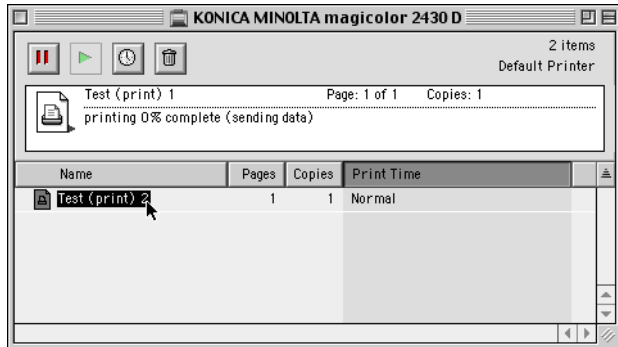 KONICA MINOLTA magicolor 2430 D
2 items
Default Printer
Test (print) 1 Page: 1 of 1 Copies: 1
printing 0% complete (sending data)
Name Pages Copies Print Time
Test (print) 2 1 1 Normal